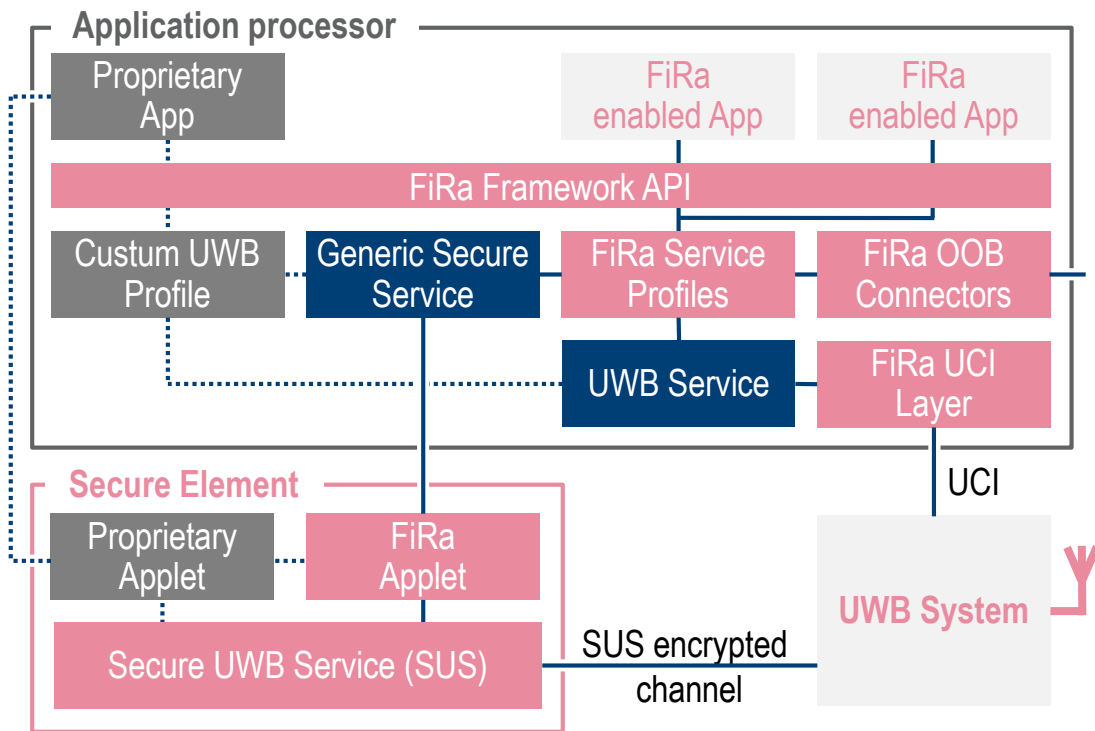 Application processor
Proprietary
App
FiRa
enabled App
FiRa
enabled App
FiRa Framework API
Custum UWB
Profile
Generic Secure
Service
FiRa Service
Profiles
FiRa OOB
Connectors
UWB Service
FiRa UCI
Layer
UCI
Secure Element
Proprietary
Applet
FiRa
Applet
Secure UWB Service (SUS)
SUS encrypted
channel
UWB System